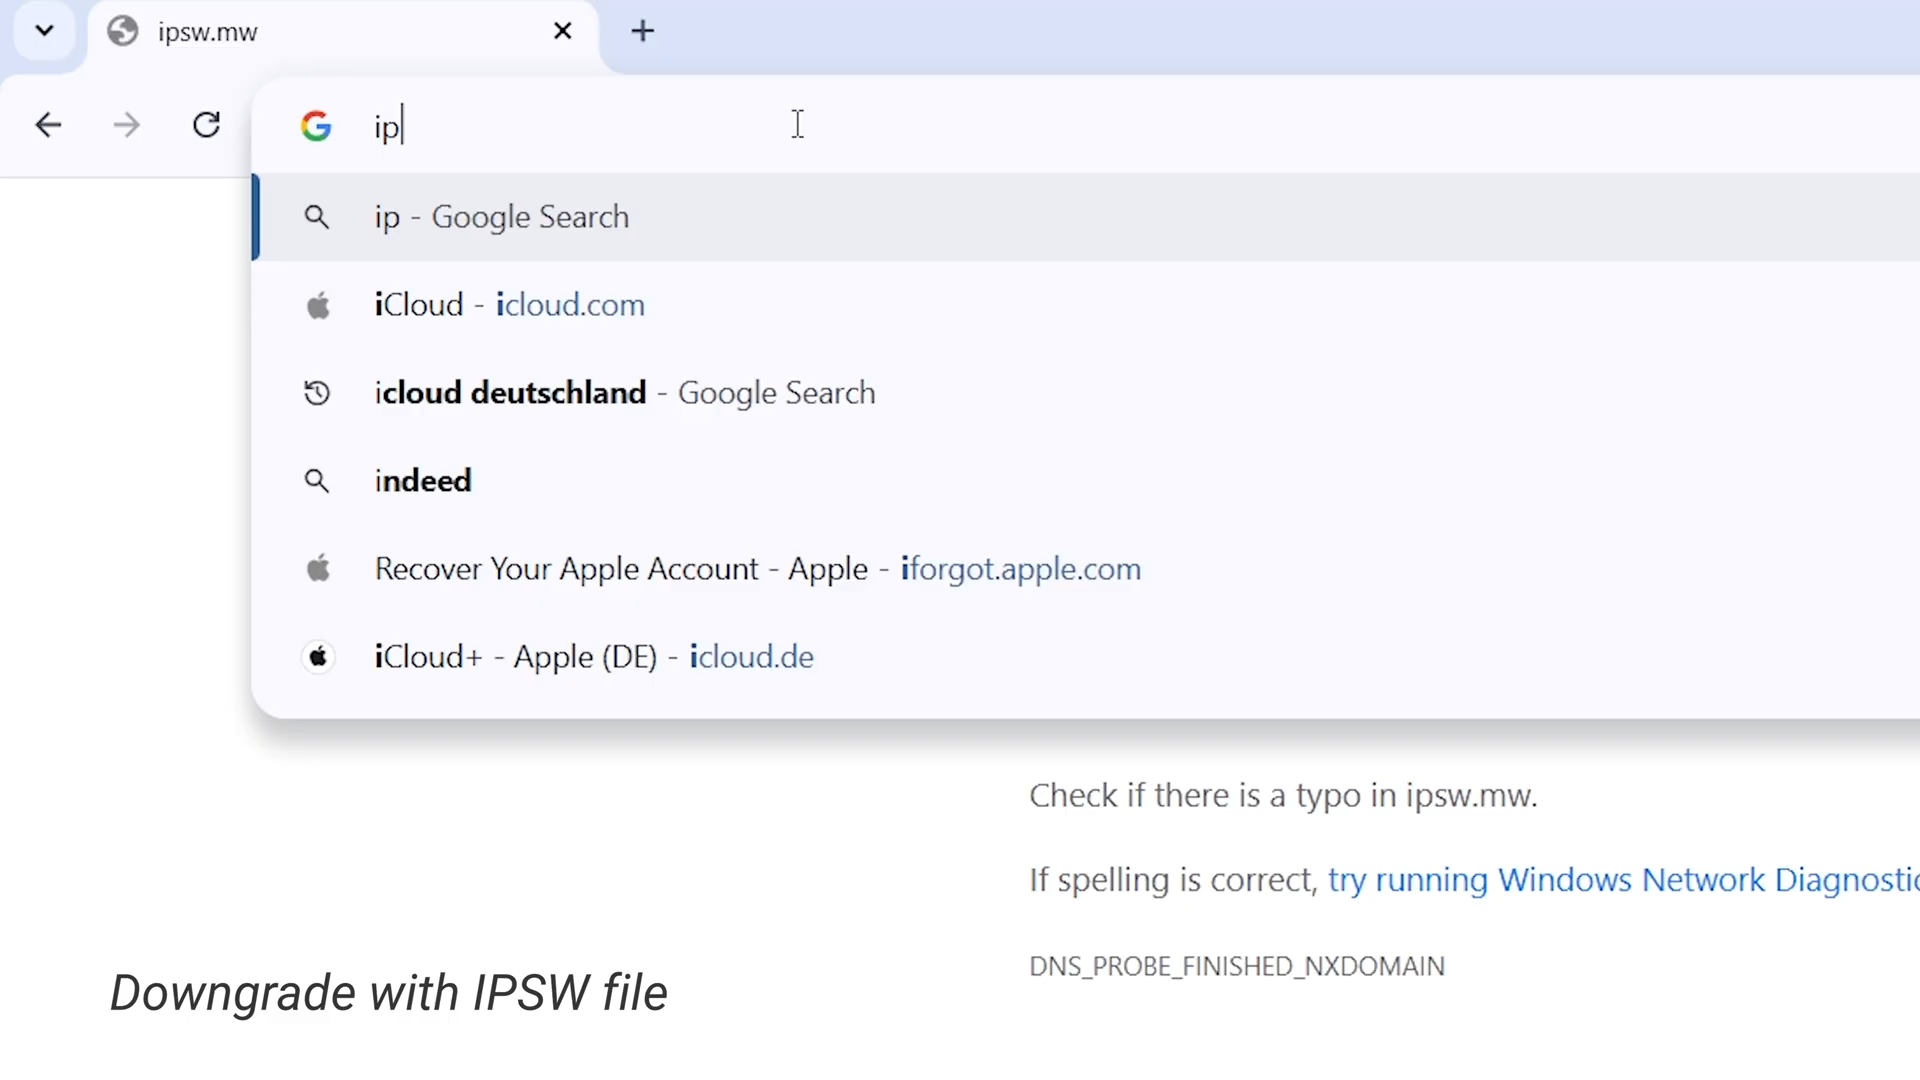 ipsw.mw
ip
ip - Google Search
iCloud - icloud.com
icloud deutschland - Google Search
indeed
Recover Your Apple Account - Apple - iforgot.apple.com
iCloud+ - Apple (DE) - icloud.de
Check if there is a typo in ipsw.mw.
If spelling is correct, try running Windows Network Diagnostic
DNS_PROBE_FINISHED_NXDOMAIN
Downgrade with IPSW file